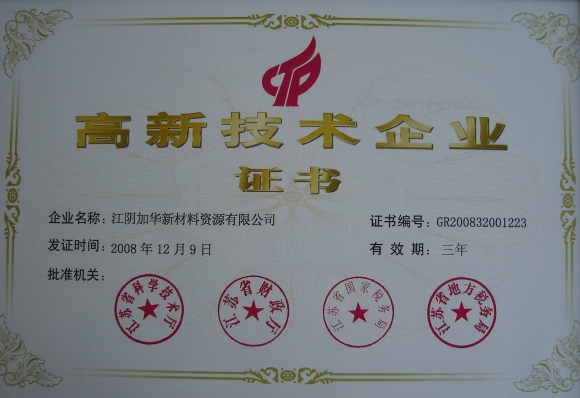 高新技术企业
证书
企业名称：江阴加华新材料资源有限公司
证书编号：GR200832001223
发证时间：2008年12月9日
有效期：三年
批准机关：
江苏省科学技术厅
江苏省财政厅
江苏省国家税务局
江苏省地方税务局